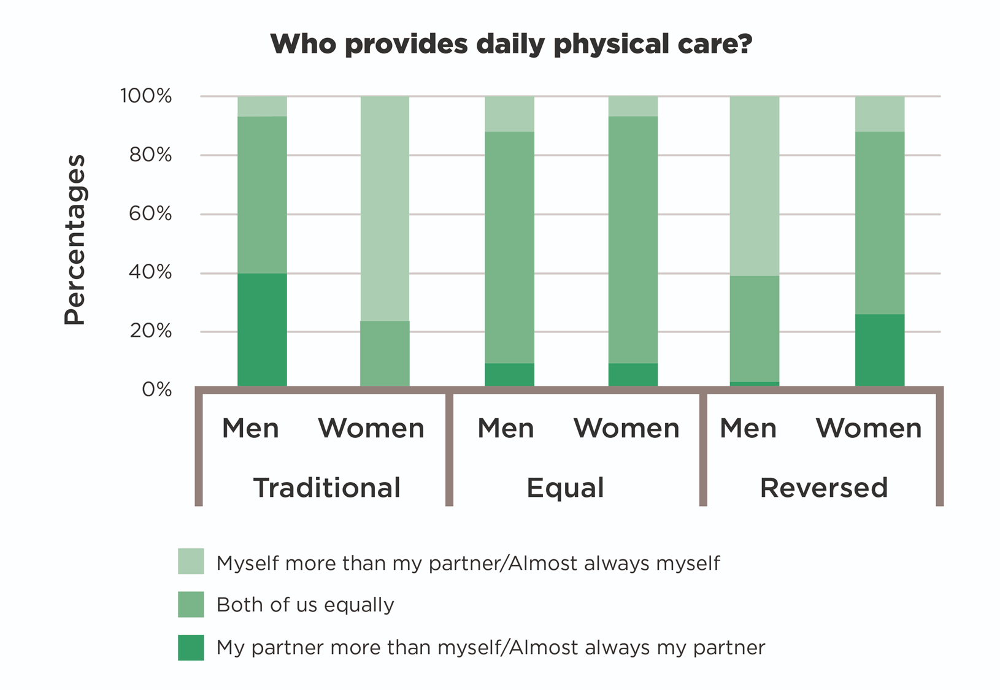 Who provides daily physical care?
Percentages
100%
80%
60%
40%
20%
0%
Men Women Men Women Men Women
Traditional Equal Reversed
Myself more than my partner/Almost always myself
Both of us equally
My partner more than myself/Almost always my partner